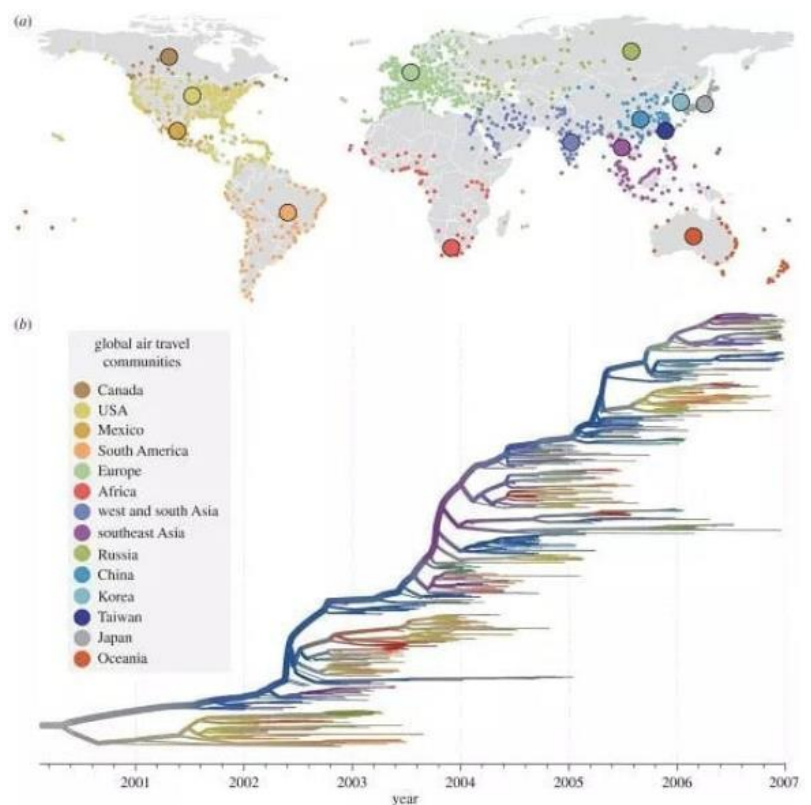 (a)
(b)
global air travel
communities
Canada
USA
Mexico
South America
Europe
Africa
west and south Asia
southeast Asia
Russia
China
Korea
Taiwan
Japan
Oceania
2001 2002 2003 2004 2005 2006 2007
year